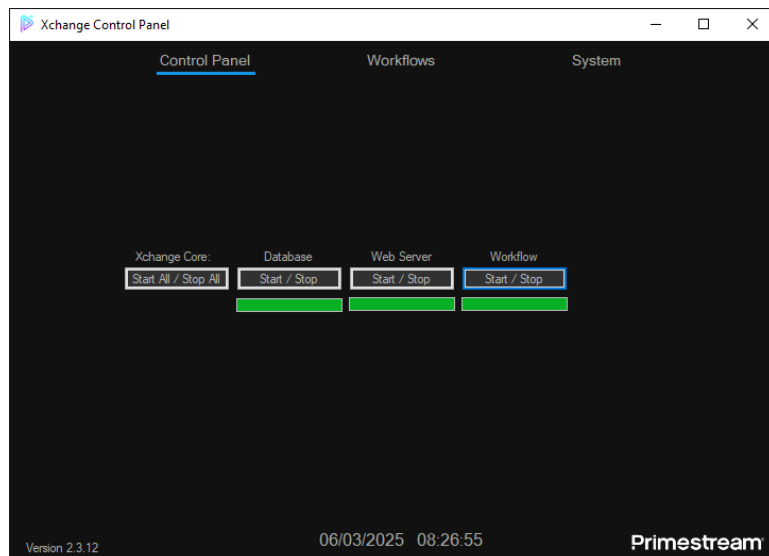 Xchange Control Panel
Control Panel Workflows System
Xchange Core: Database Web Server Workflow
Start All / Stop All Start / Stop Start / Stop Start / Stop
Version 2.3.12 06/03/2025 08:26:55 Primestream